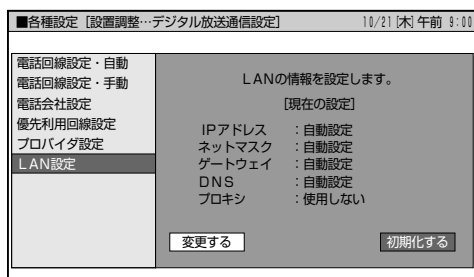 ■各種設定［設置調整…デジタル放送通信設定］　10/21[木]午前 9:00
電話回線設定・自動
電話回線設定・手動
電話会社設定
優先利用回線設定
プロバイダ設定
ＬＡＮ設定
ＬＡＮの情報を設定します。
［現在の設定］
ＩＰアドレス　：自動設定
ネットマスク　：自動設定
ゲートウェイ　：自動設定
ＤＮＳ　：自動設定
プロキシ　：使用しない
変更する　初期化する